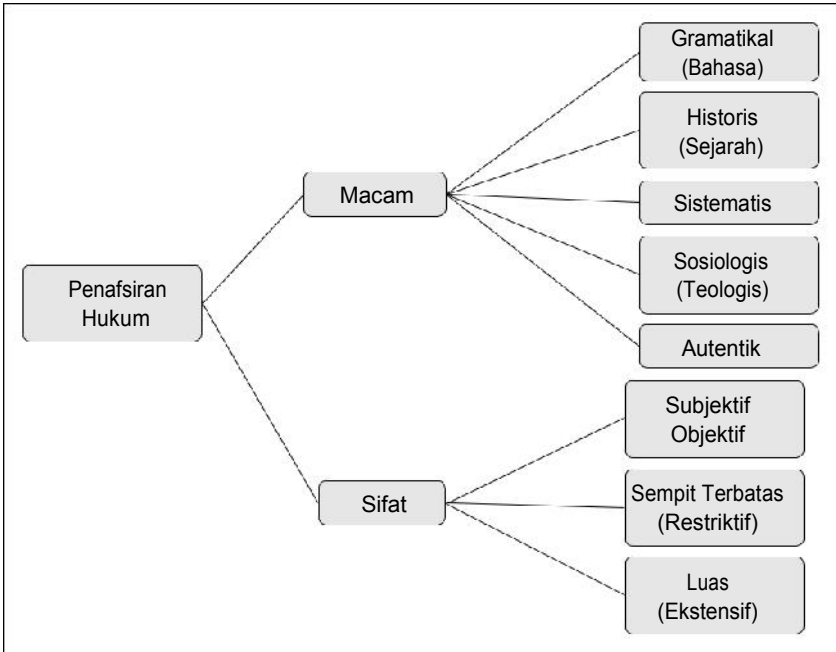 Penafsiran
Hukum
Macam
Gramatikal
(Bahasa)
Historis
(Sejarah)
Sistematis
Sosiologis
(Teologis)
Autentik
Sifat
Subjektif
Objektif
Sempit Terbatas
(Restriktif)
Luas
(Ekstensif)